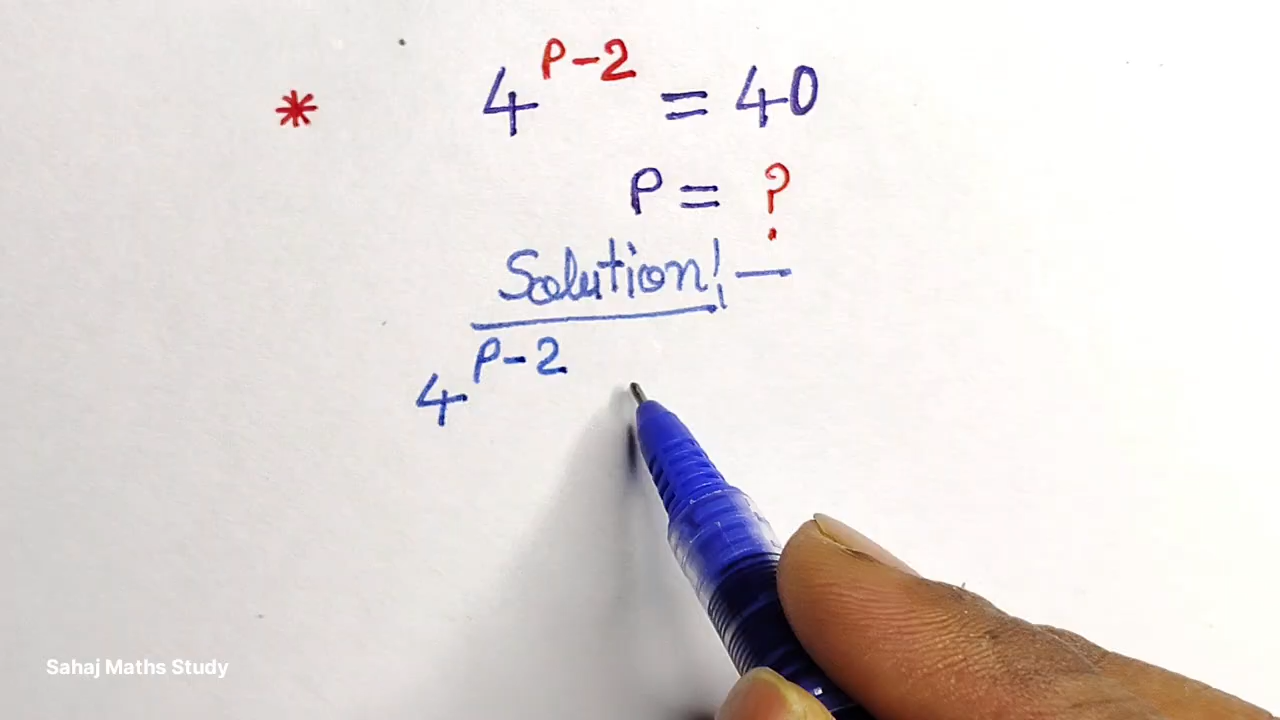 * 4^{P-2} = 40
P = ?
Solution! —
4^{P-2}
Sahaj Maths Study